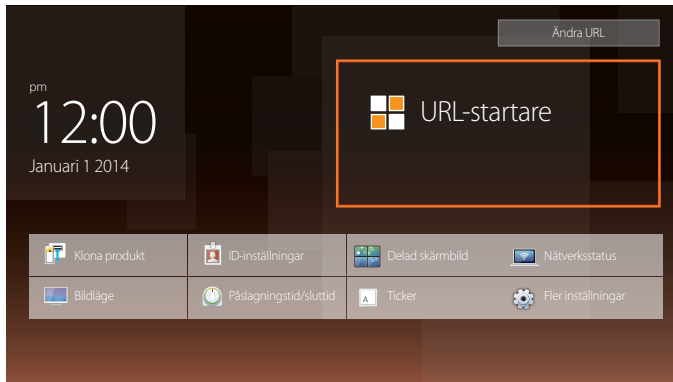 Ändra URL
pm
12:00
Januari 1 2014
URL-startare
Klona produkt
ID-inställningar
Delad skärmbild
Nätverksstatus
Bildläge
Påslagningstid/sluttid
A
Ticker
Fler inställningar